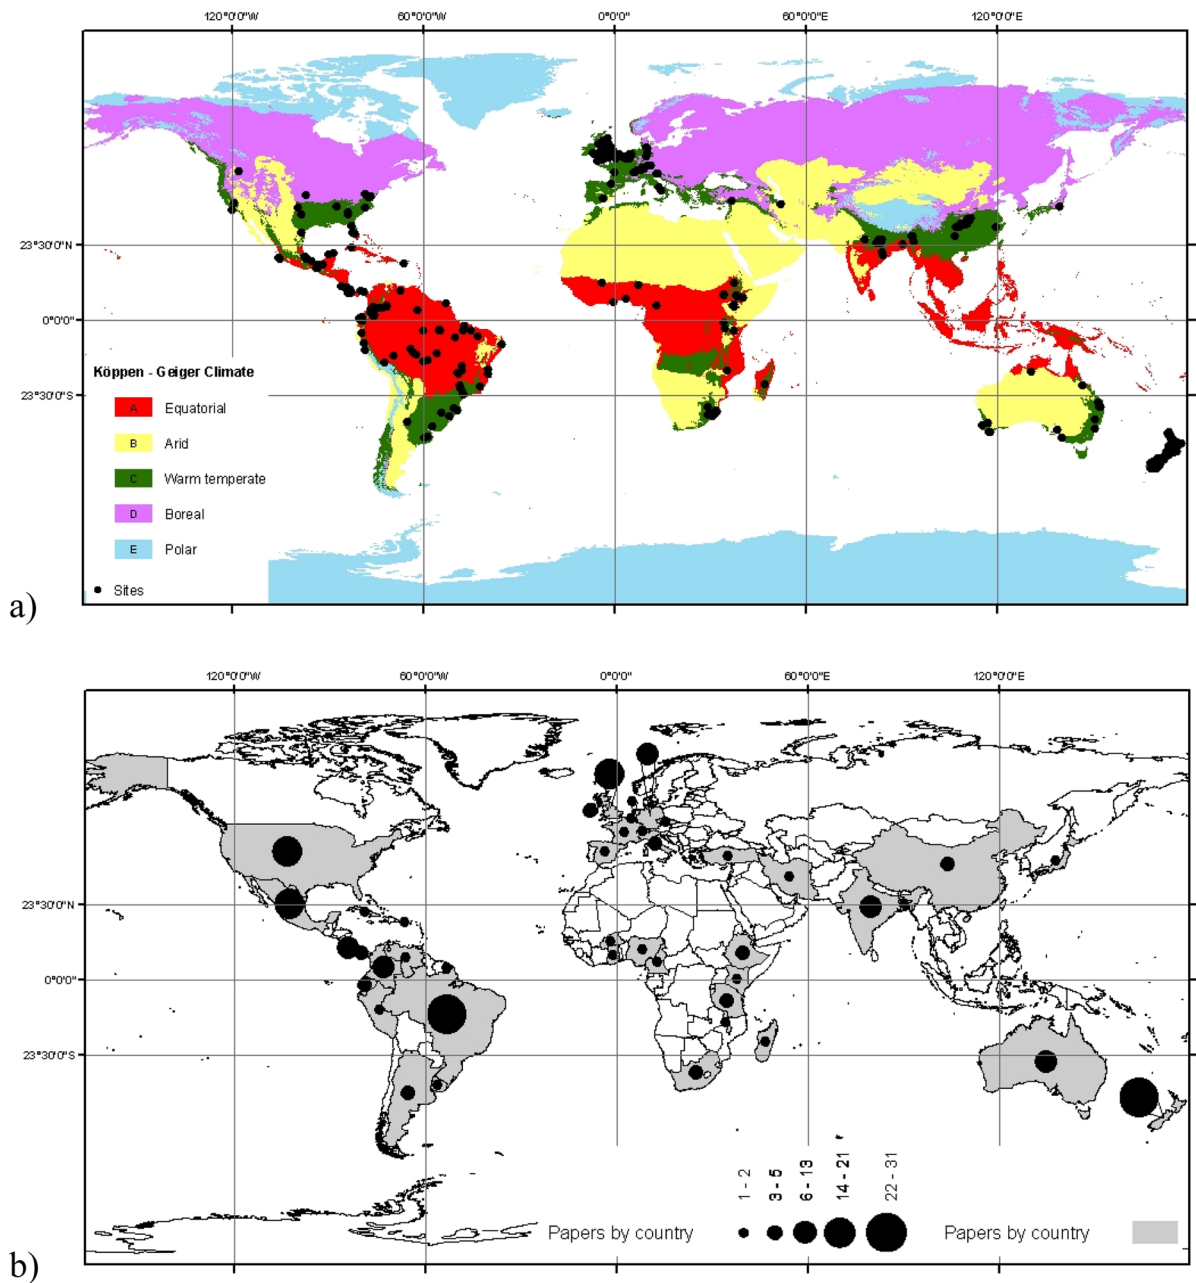 120°0'0"W 60°0'0"W 0°0'0" 60°0'0"E 120°0'0"E
23°30'0"N
0°0'0"
23°30'0"S
Köppen - Geiger Climate
A Equatorial
B Arid
C Warm temperate
D Boreal
E Polar
Sites
a)
120°0'0"W 60°0'0"W 0°0'0" 60°0'0"E 120°0'0"E
23°30'0"N
0°0'0"
23°30'0"S
1 - 2 3 - 5 6 - 13 14 - 21 22 - 31
Papers by country Papers by country
b)